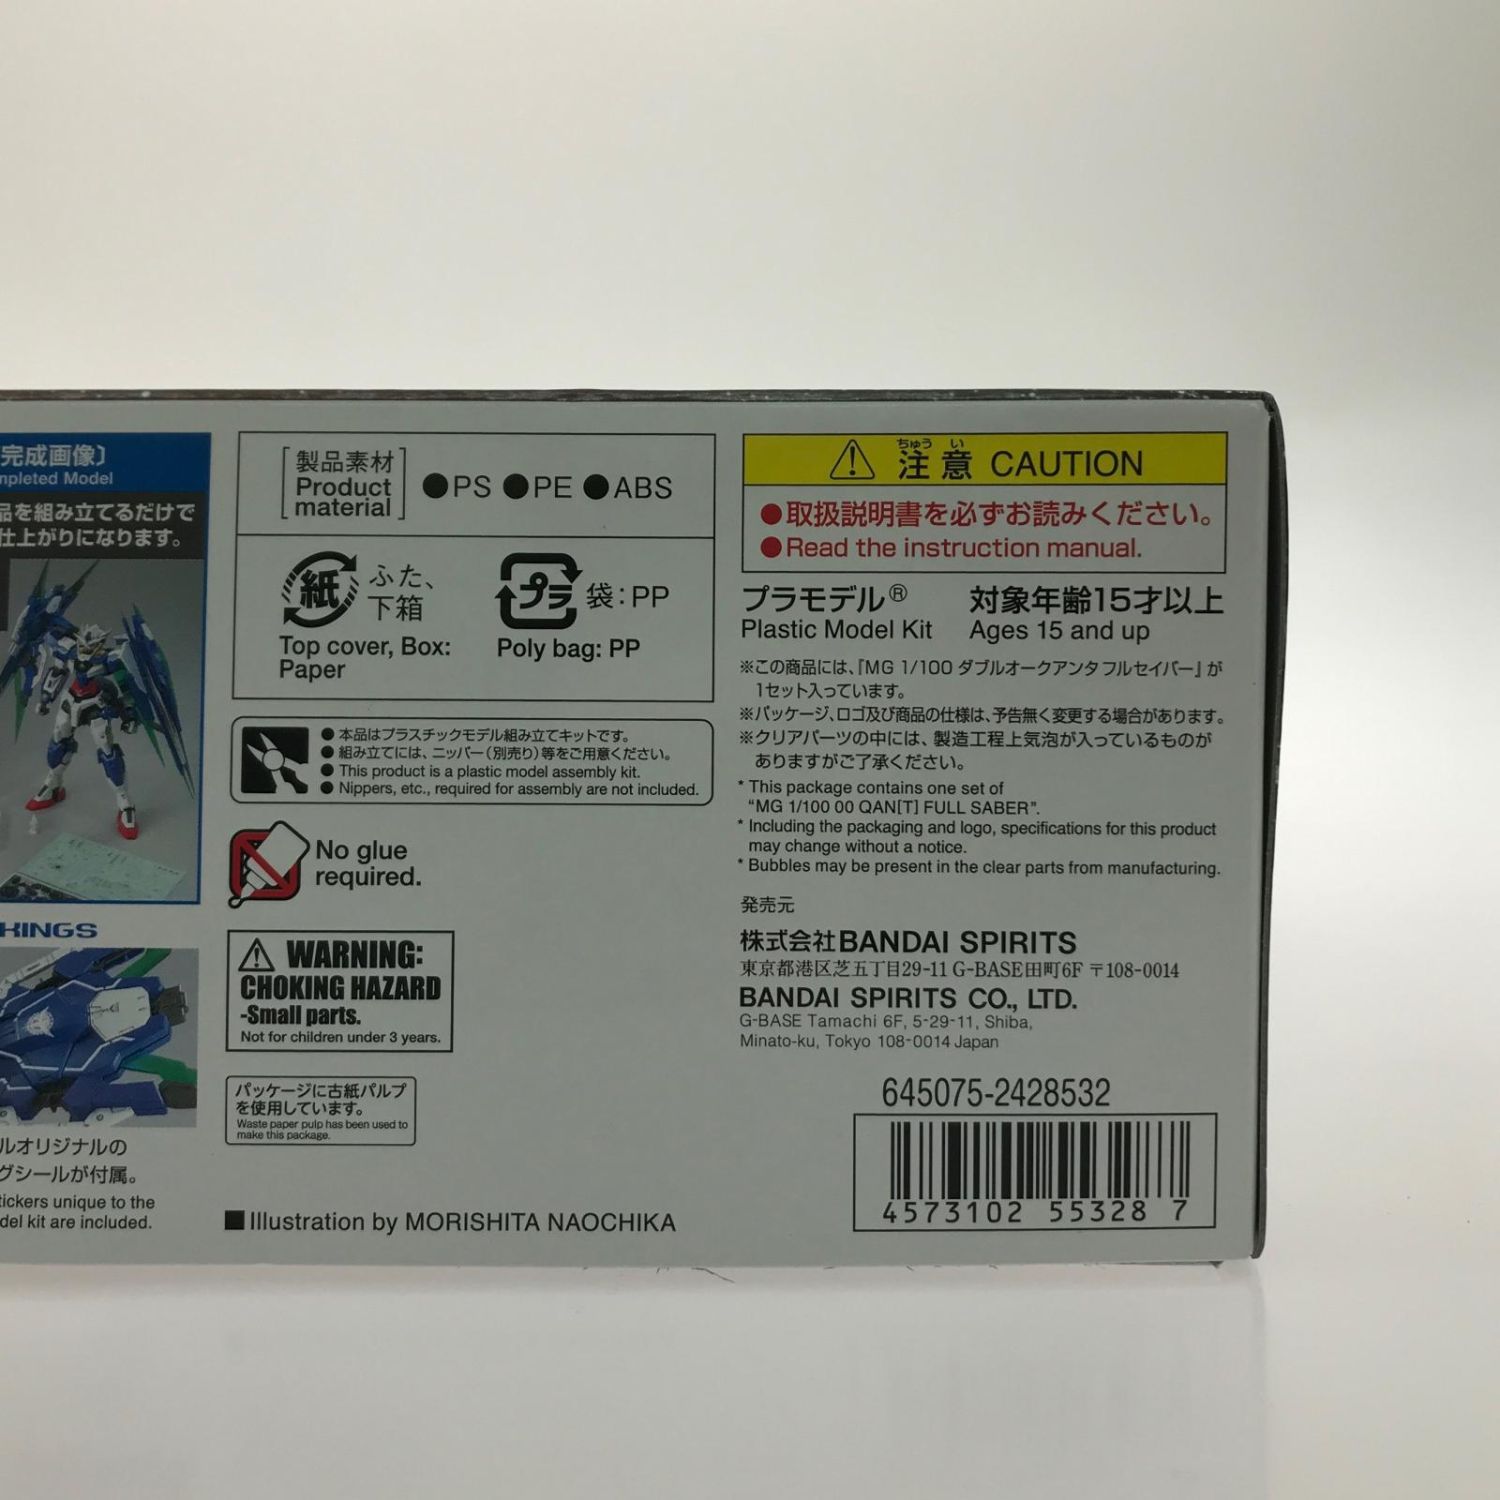 完成画像〕
mpleted Model
品を組み立てるだけで
仕上がりになります。
KINGS
ルオリジナルの
グシールが付属。
tickers unique to the
del kit are included.
製品素材
Product
material
●PS ●PE ●ABS
紙
ふた、
下箱
Top cover, Box:
Paper
プラ
袋:PP
Poly bag: PP
●本品はプラスチックモデル組み立てキットです。
●組み立てには、ニッパー(別売り)等をご用意ください。
●This product is a plastic model assembly kit.
●Nippers, etc., required for assembly are not included.
No glue
required.
WARNING:
CHOKING HAZARD
-Small parts.
Not for children under 3 years.
パッケージに古紙パルプ
を使用しています。
Waste paper pulp has been used to
make this package.
■Illustration by MORISHITA NAOCHIKA
ちゅう い
注意 CAUTION
●取扱説明書を必ずお読みください。
●Read the instruction manual.
プラモデル® 対象年齢15才以上
Plastic Model Kit Ages 15 and up
※この商品には、『MG 1/100 ダブルオークアンタ フルセイバー』が
1セット入っています。
※パッケージ、ロゴ及び商品の仕様は、予告無く変更する場合があります。
※クリアパーツの中には、製造工程上気泡が入っているものが
ありますがご了承ください。
* This package contains one set of
“MG 1/100 00 QAN[T] FULL SABER”.
* Including the packaging and logo, specifications for this product
may change without a notice.
* Bubbles may be present in the clear parts from manufacturing.
発売元
株式会社BANDAI SPIRITS
東京都港区芝五丁目29-11 G-BASE田町6F 〒108-0014
BANDAI SPIRITS CO., LTD.
G-BASE Tamachi 6F, 5-29-11, Shiba,
Minato-ku, Tokyo 108-0014 Japan
645075-2428532
4573102 55328 7